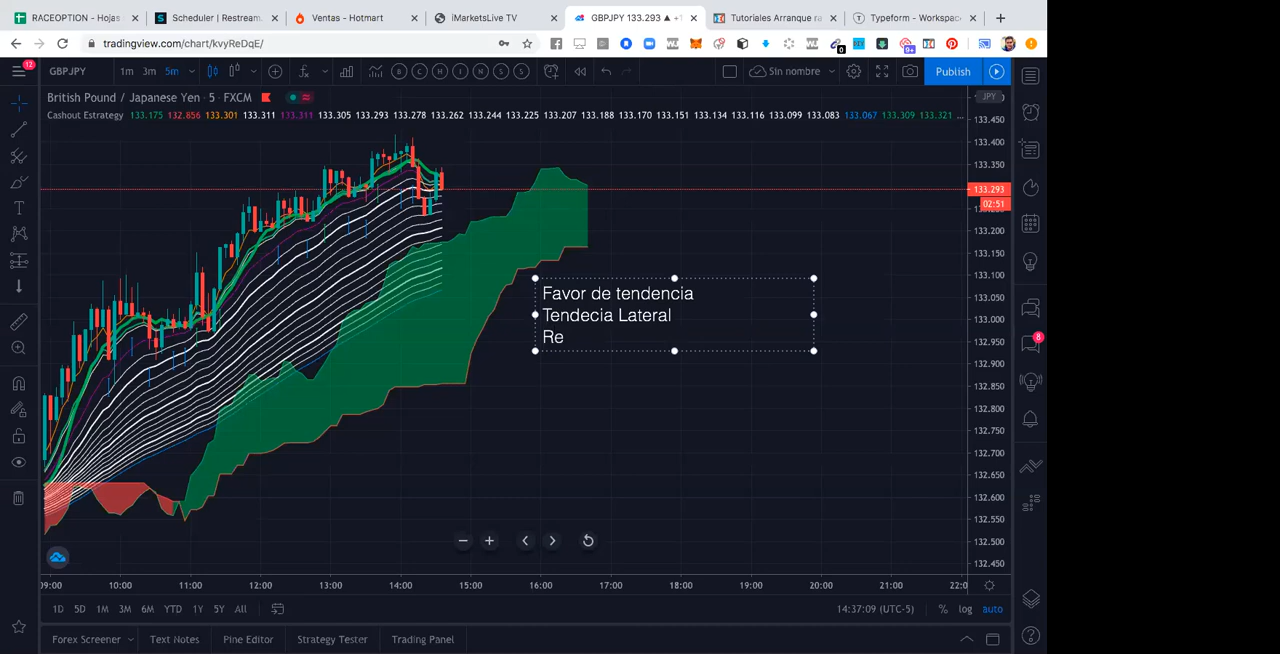 RACEOPTION - Hojas
Scheduler | Restream
Ventas - Hotmart
iMarketsLive TV
GBPJPY 133.293 ▲ +1
Tutoriales Arranque ra
Typeform - Workspac
tradingview.com/chart/kvyReDqE/
12
GBPJPY
1m 3m 5m
B C H I N S S
Sin nombre
Publish
British Pound / Japanese Yen · 5 · FXCM
JPY
Cashout Estrategy 133.175 132.856 133.301 133.311 133.311 133.305 133.293 133.278 133.262 133.244 133.225 133.207 133.188 133.170 133.151 133.134 133.116 133.099 133.083 133.067 133.309 133.321 ...
133.450
133.400
133.350
133.293
02:51
133.200
133.150
133.100
133.050
133.000
132.950
132.900
132.850
132.800
132.750
132.700
132.650
132.600
132.550
132.500
132.450
Favor de tendencia
Tendecia Lateral
Re
8
09:00 10:00 11:00 12:00 13:00 14:00 15:00 16:00 17:00 18:00 19:00 20:00 21:00 22:0
1D 5D 1M 3M 6M YTD 1Y 5Y All
14:37:09 (UTC-5) % log auto
Forex Screener Text Notes Pine Editor Strategy Tester Trading Panel